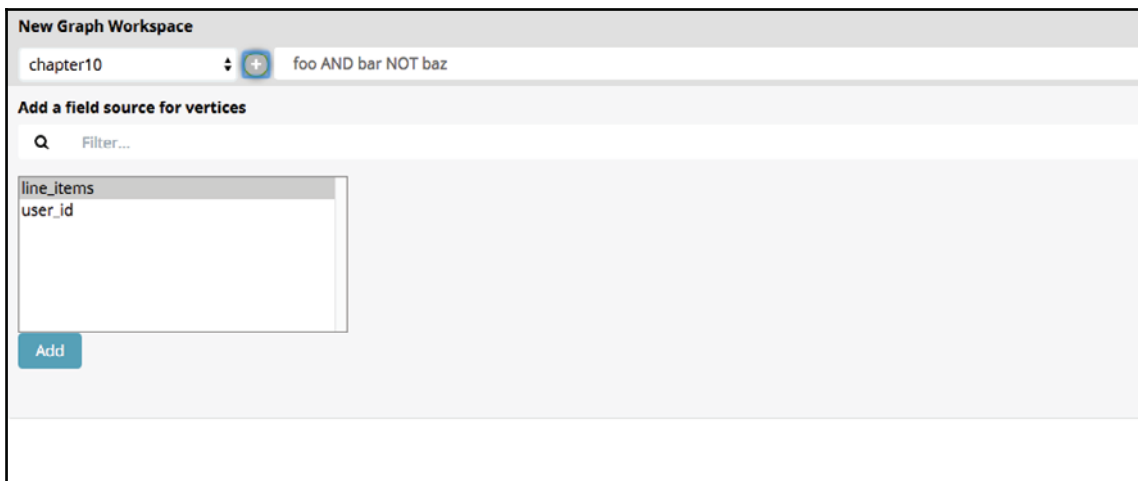 New Graph Workspace
chapter10 foo AND bar NOT baz
Add a field source for vertices
Filter...
line_items
user_id
Add